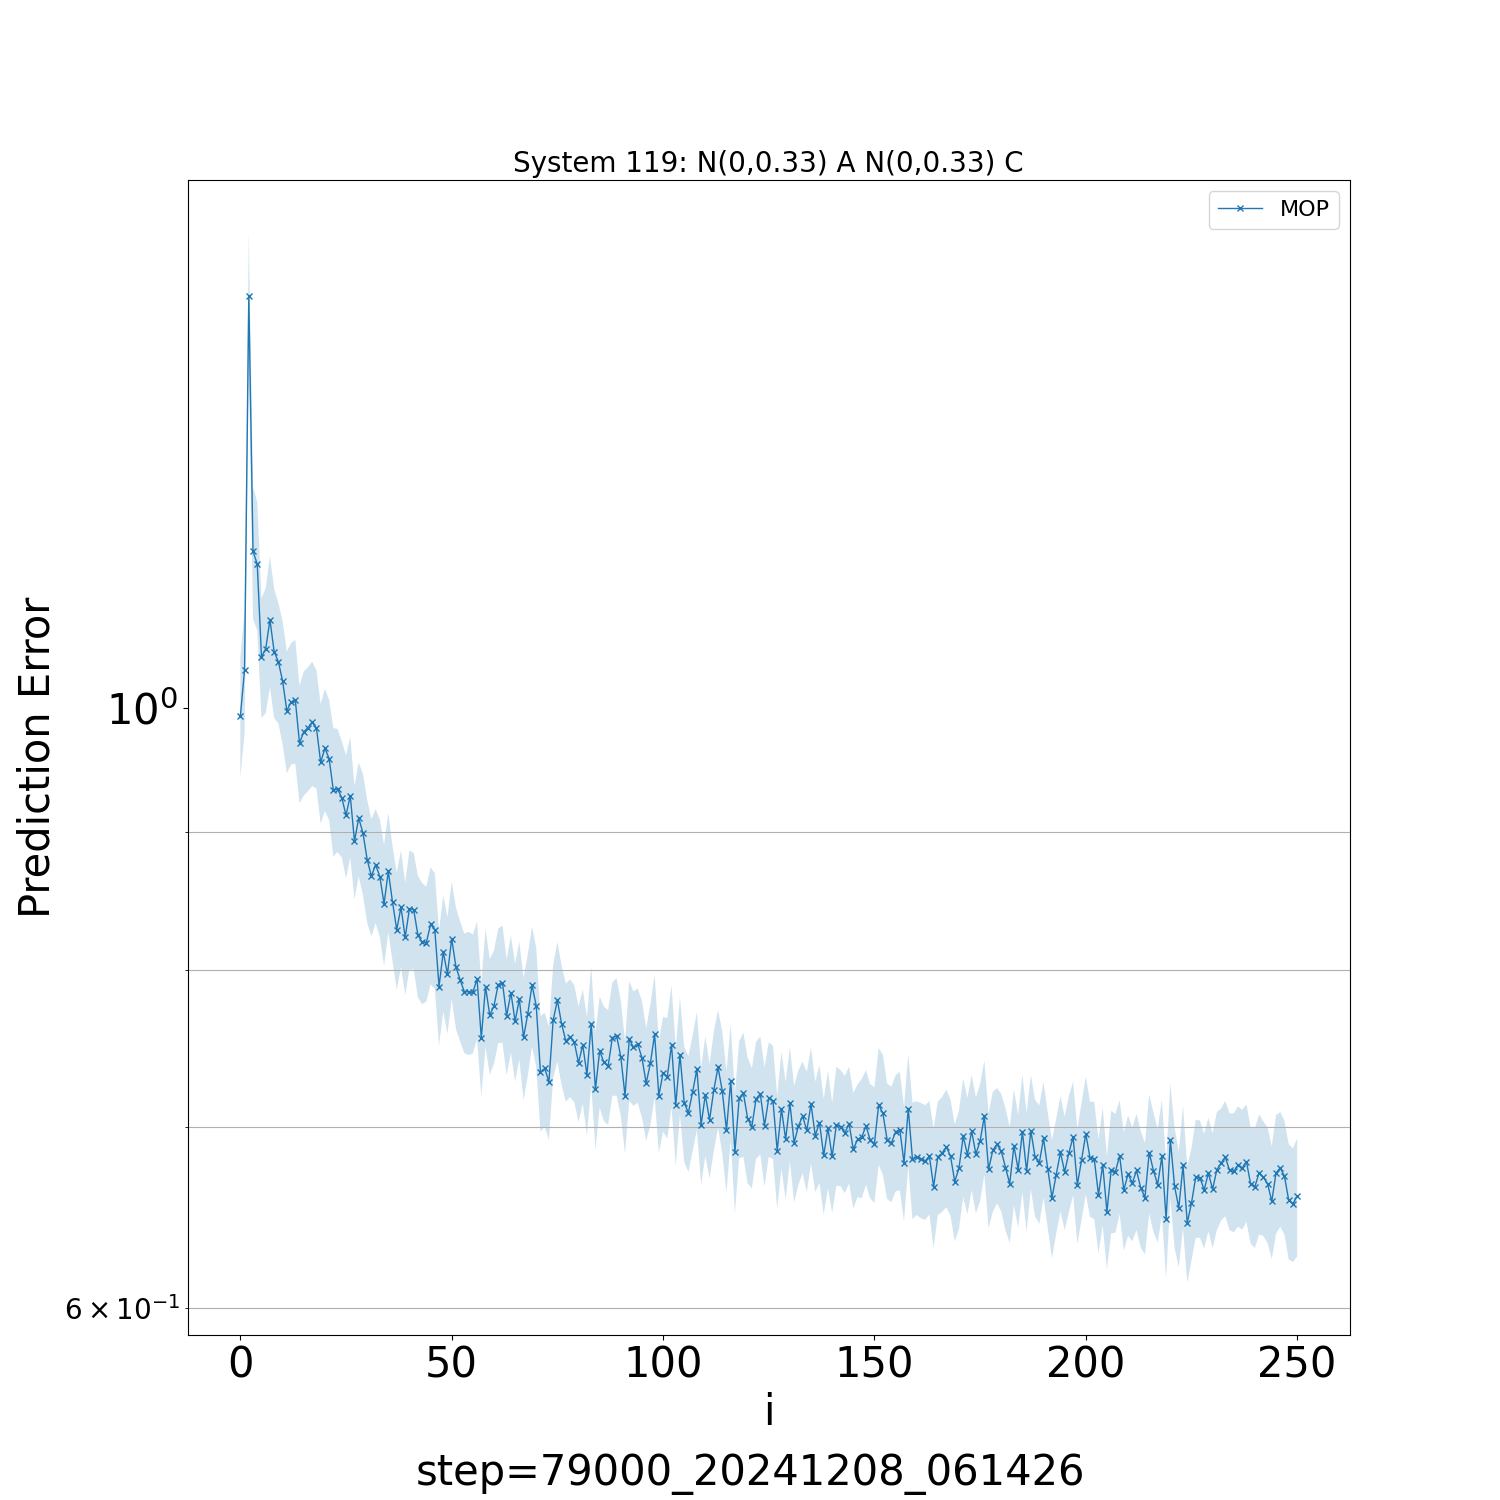 System 119: N(0,0.33) A N(0,0.33) C
MOP
Prediction Error
10⁰
6 × 10⁻¹
0 50 100 150 200 250
i
step=79000_20241208_061426